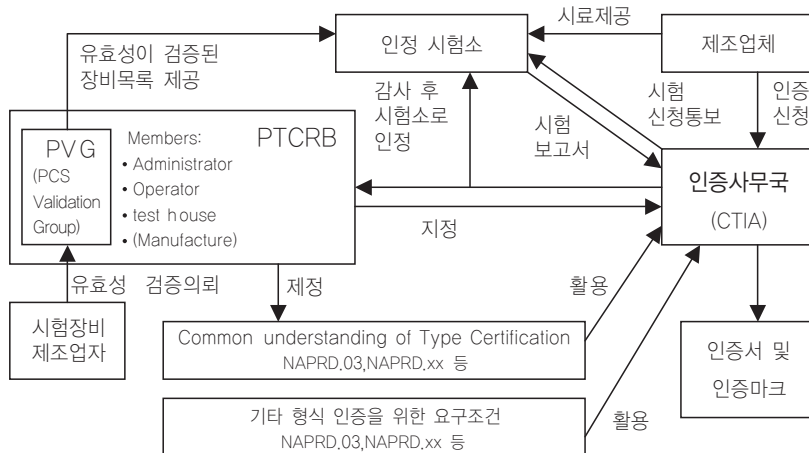 유효성이 검증된
장비목록 제공
인정 시험소
시료제공
제조업체
감사 후
시험소로
인정
시험
보고서
시험
신청통보
인증
신청
PVG
(PCS
Validation
Group)
Members:
• Administrator
• Operator
• test house
• (Manufacture)
PTCRB
인증사무국
(CTIA)
지정
유효성 검증의뢰
제정
활용
시험장비
제조업자
Common understanding of Type Certification
NAPRD.03,NAPRD.xx 등
인증서 및
인증마크
기타 형식 인증을 위한 요구조건
NAPRD.03,NAPRD.xx 등
활용